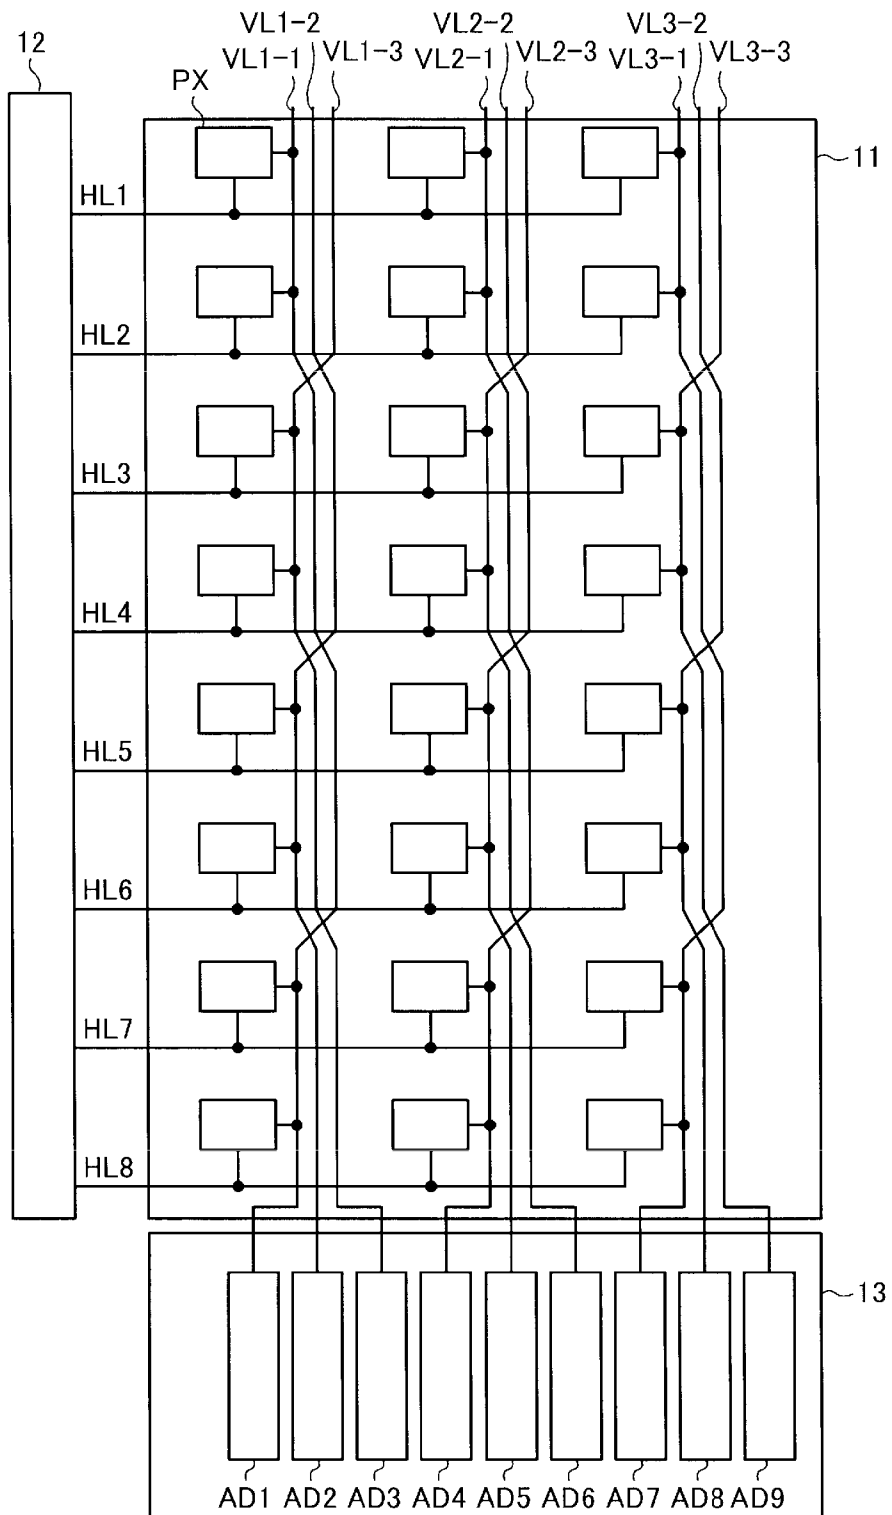 12
VL1-2
VL2-2
VL3-2
VL1-1
VL1-3
VL2-1
VL2-3
VL3-1
VL3-3
PX
11
HL1
HL2
HL3
HL4
HL5
HL6
HL7
HL8
13
AD1 AD2 AD3 AD4 AD5 AD6 AD7 AD8 AD9